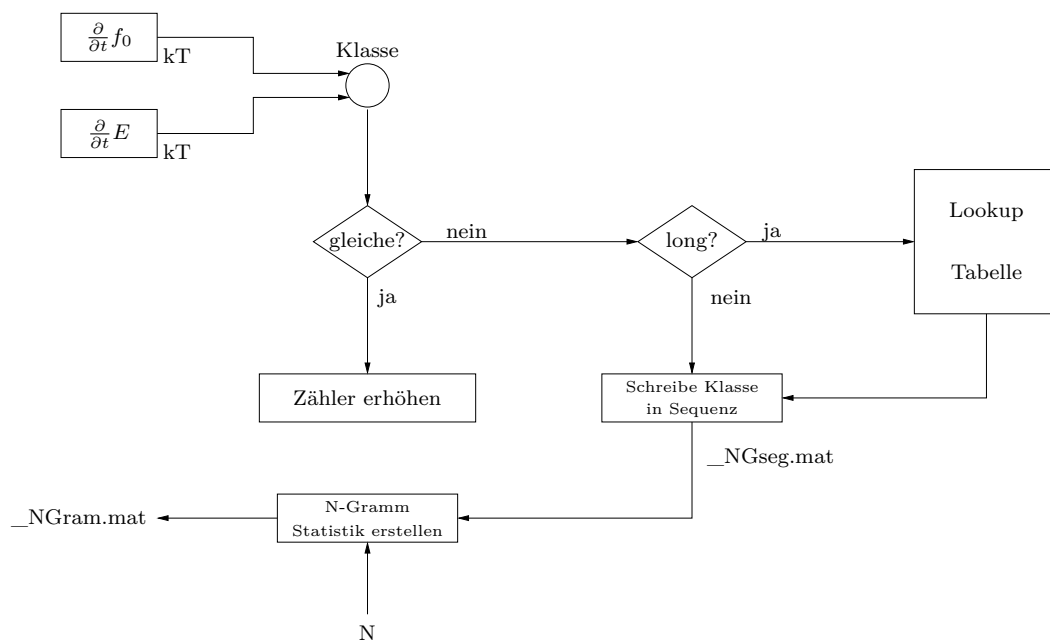 ∂/∂t f₀
kT
Klasse
∂/∂t E
kT
gleiche?
nein
long?
ja
Lookup
Tabelle
ja
nein
Zähler erhöhen
Schreibe Klasse
in Sequenz
_NGseg.mat
N-Gramm
Statistik erstellen
_NGram.mat
N